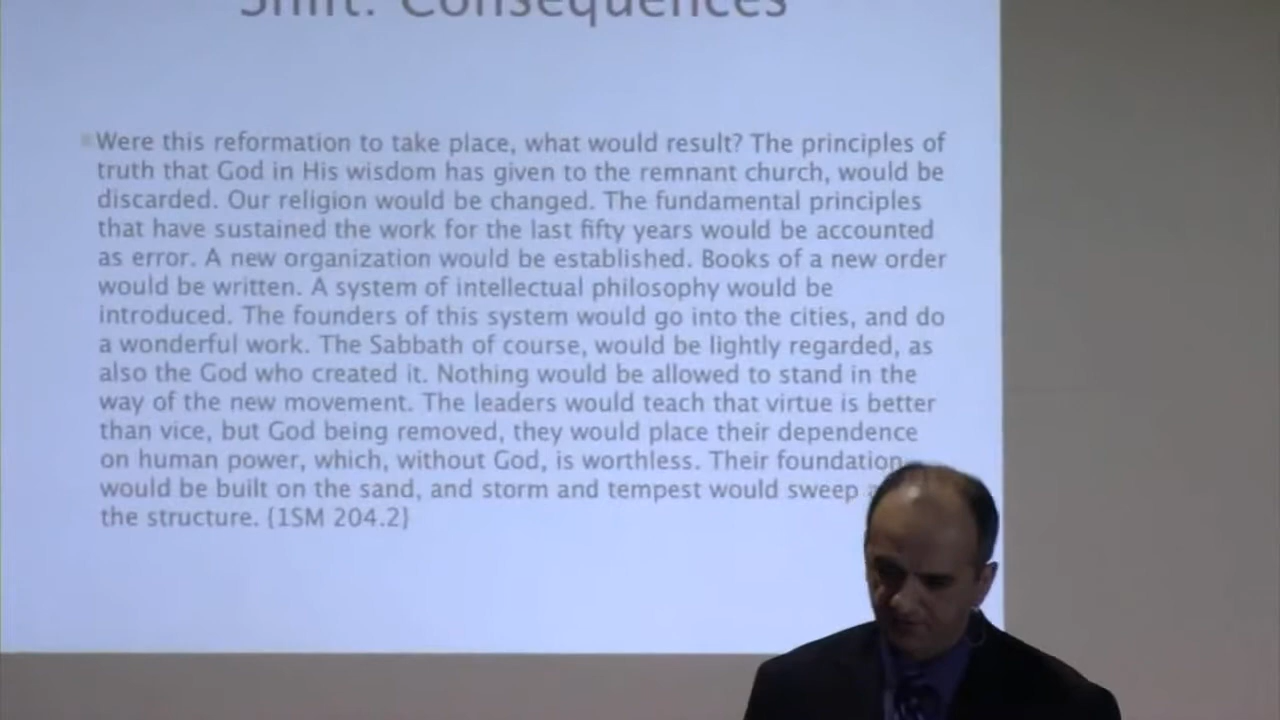 Shift: Consequences
Were this reformation to take place, what would result? The principles of
truth that God in His wisdom has given to the remnant church, would be
discarded. Our religion would be changed. The fundamental principles
that have sustained the work for the last fifty years would be accounted
as error. A new organization would be established. Books of a new order
would be written. A system of intellectual philosophy would be
introduced. The founders of this system would go into the cities, and do
a wonderful work. The Sabbath of course, would be lightly regarded, as
also the God who created it. Nothing would be allowed to stand in the
way of the new movement. The leaders would teach that virtue is better
than vice, but God being removed, they would place their dependence
on human power, which, without God, is worthless. Their foundation
would be built on the sand, and storm and tempest would sweep
the structure. {1SM 204.2}